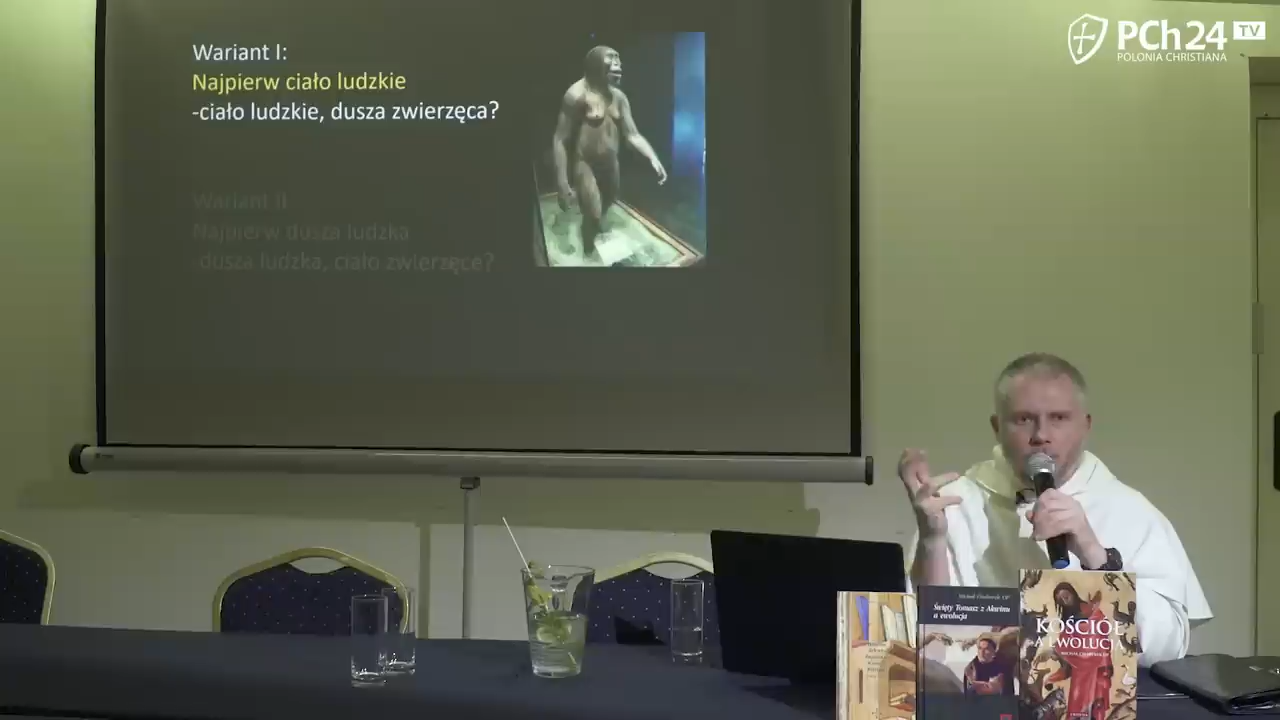 Wariant I:
Najpierw ciało ludzkie
-ciało ludzkie, dusza zwierzęca?
Wariant II
Najpierw dusza ludzka
-dusza ludzka, ciało zwierzęce?
PCh24 TV
POLONIA CHRISTIANA
Święty Tomasz z Akwinu
a ewolucja
KOŚCIÓŁ
A EWOLUCJA